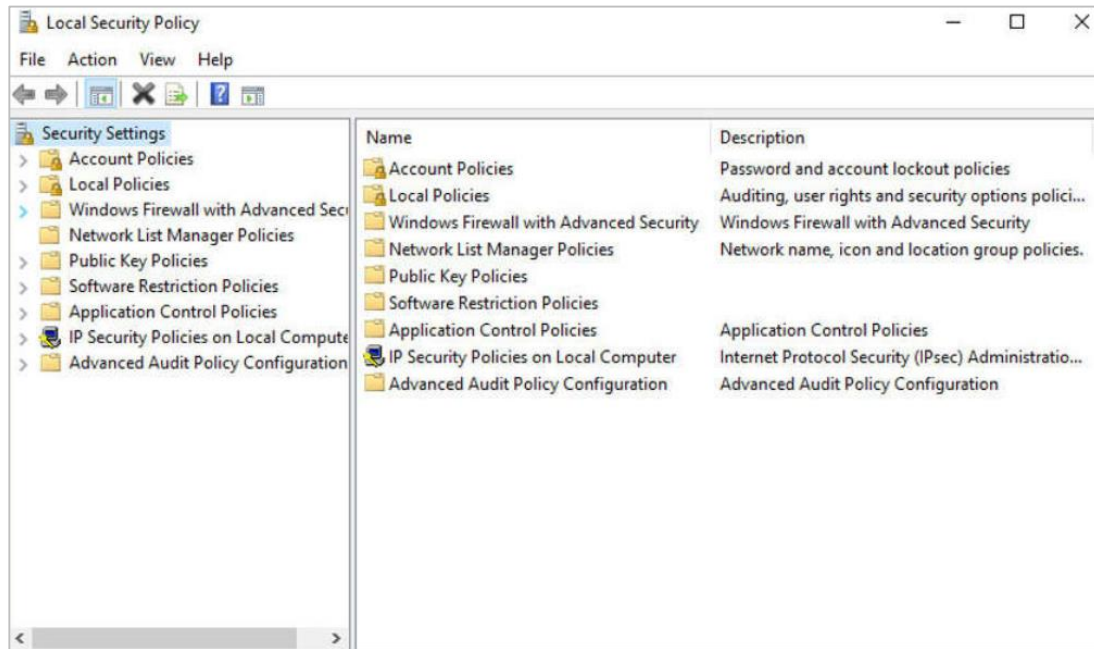 Local Security Policy
File Action View Help
Security Settings
Account Policies
Local Policies
Windows Firewall with Advanced Secu
Network List Manager Policies
Public Key Policies
Software Restriction Policies
Application Control Policies
IP Security Policies on Local Compute
Advanced Audit Policy Configuration
Name Description
Account Policies Password and account lockout policies
Local Policies Auditing, user rights and security options polici...
Windows Firewall with Advanced Security Windows Firewall with Advanced Security
Network List Manager Policies Network name, icon and location group policies.
Public Key Policies
Software Restriction Policies
Application Control Policies Application Control Policies
IP Security Policies on Local Computer Internet Protocol Security (IPsec) Administratio...
Advanced Audit Policy Configuration Advanced Audit Policy Configuration